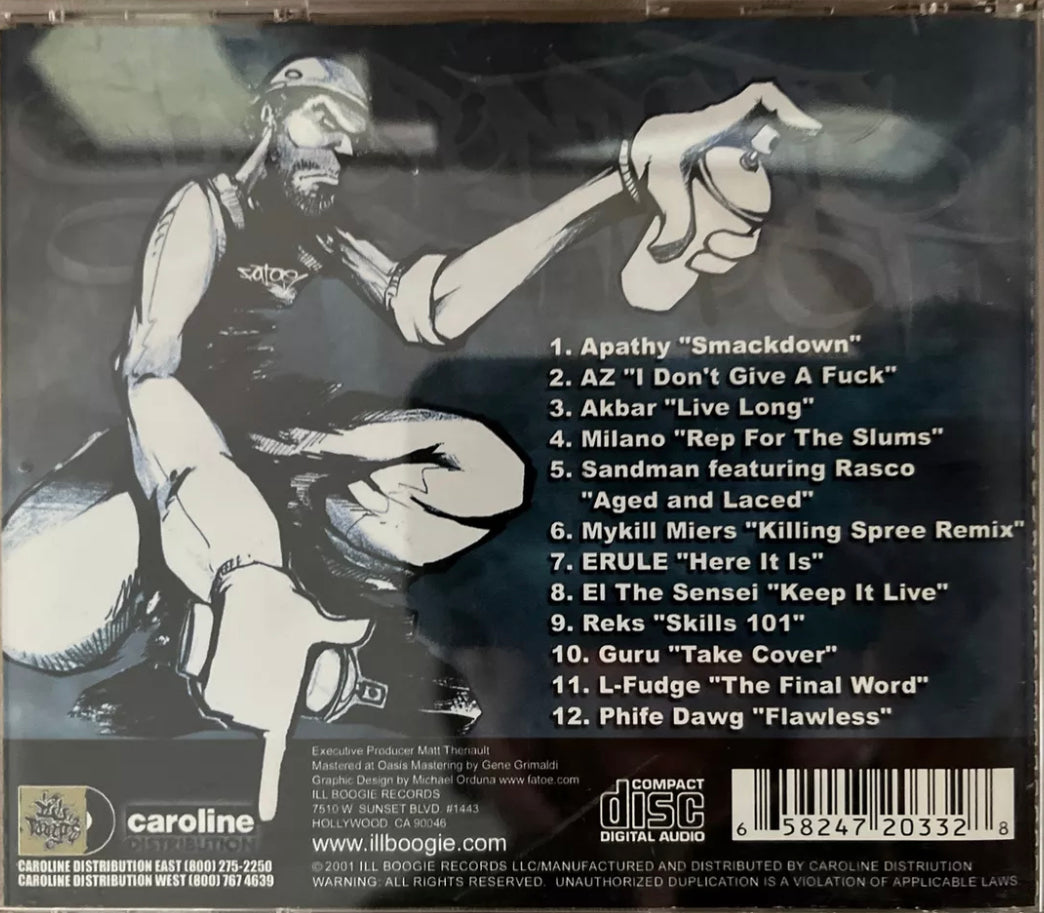 fatoe
1. Apathy "Smackdown"
2. AZ "I Don't Give A Fuck"
3. Akbar "Live Long"
4. Milano "Rep For The Slums"
5. Sandman featuring Rasco
"Aged and Laced"
6. Mykill Miers "Killing Spree Remix"
7. ERULE "Here It Is"
8. El The Sensei "Keep It Live"
9. Reks "Skills 101"
10. Guru "Take Cover"
11. L-Fudge "The Final Word"
12. Phife Dawg "Flawless"
Executive Producer Matt Theriault
Mastered at Oasis Mastering by Gene Grimaldi
Graphic Design by Michael Orduna www.fatoe.com
ILL BOOGIE RECORDS
7510 W. SUNSET BLVD. #1443
HOLLYWOOD, CA 90046
www.illboogie.com
caroline
DISTRIBUTION
CAROLINE DISTRIBUTION EAST (800) 275-2250
CAROLINE DISTRIBUTION WEST (800) 767 4639
COMPACT
disc
DIGITAL AUDIO
6 58247 20332 8
©2001 ILL BOOGIE RECORDS LLC/MANUFACTURED AND DISTRIBUTED BY CAROLINE DISTRIUTION
WARNING: ALL RIGHTS RESERVED. UNAUTHORIZED DUPLICATION IS A VIOLATION OF APPLICABLE LAWS.